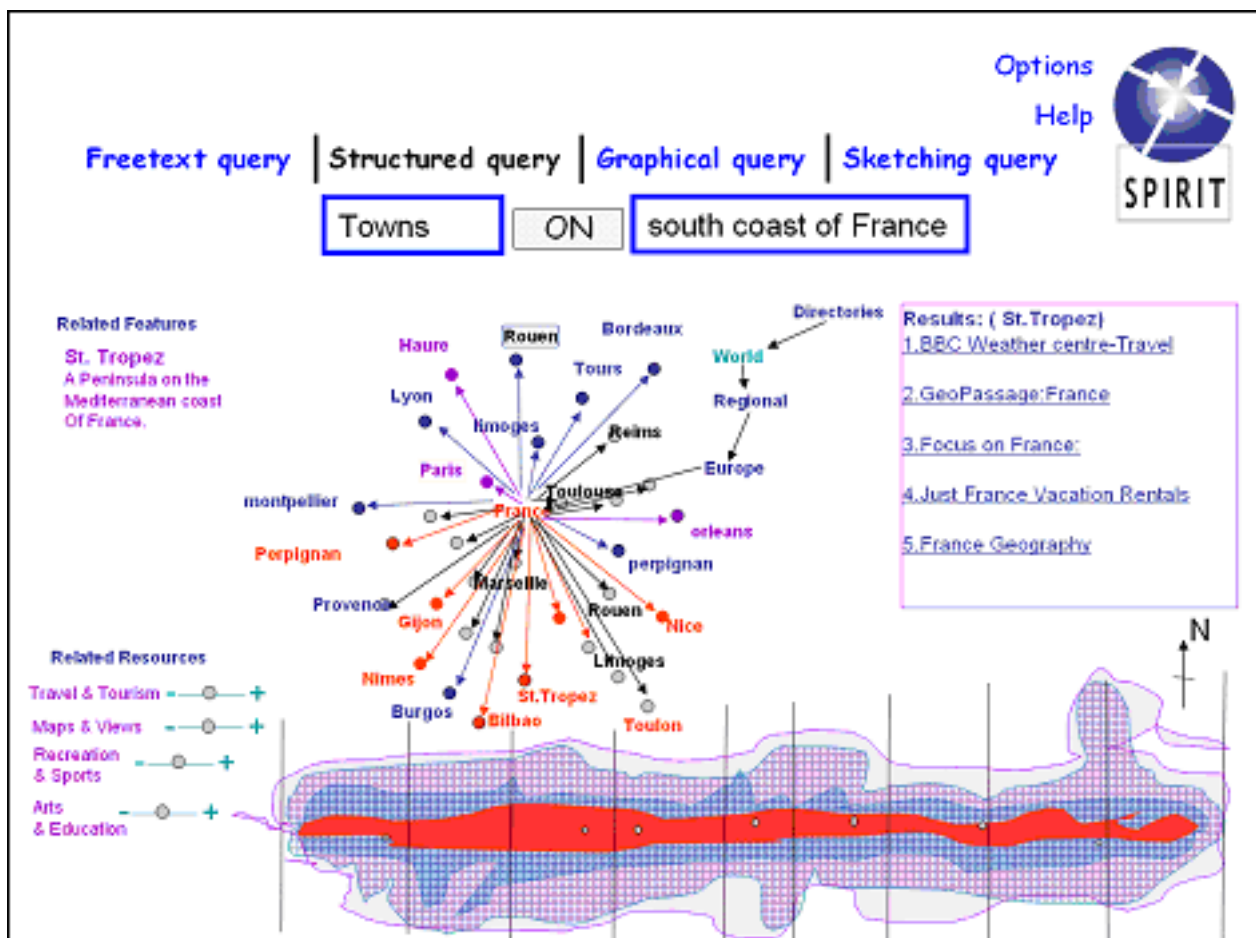 Options
Help
SPIRIT
Freetext query
Structured query
Graphical query
Sketching query
Towns
ON
south coast of France
Related Features
St. Tropez
A Peninsula on the
Mediterranean coast
Of France.
Haure
Rouen
Bordeaux
Directories
Tours
World
Lyon
limoges
Regional
Reims
Paris
Europe
montpellier
Toulouse
France
orleans
Perpignan
perpignan
Marseille
Provence
Gijon
Rouen
Nice
Nimes
Limoges
St.Tropez
Burgos
Bilbao
Toulon
Results: ( St.Tropez)
1.BBC Weather centre-Travel
2.GeoPassage:France
3.Focus on France:
4.Just France Vacation Rentals
5.France Geography
N
Related Resources
Travel & Tourism - +
Maps & Views - +
Recreation
& Sports - +
Arts
& Education - +